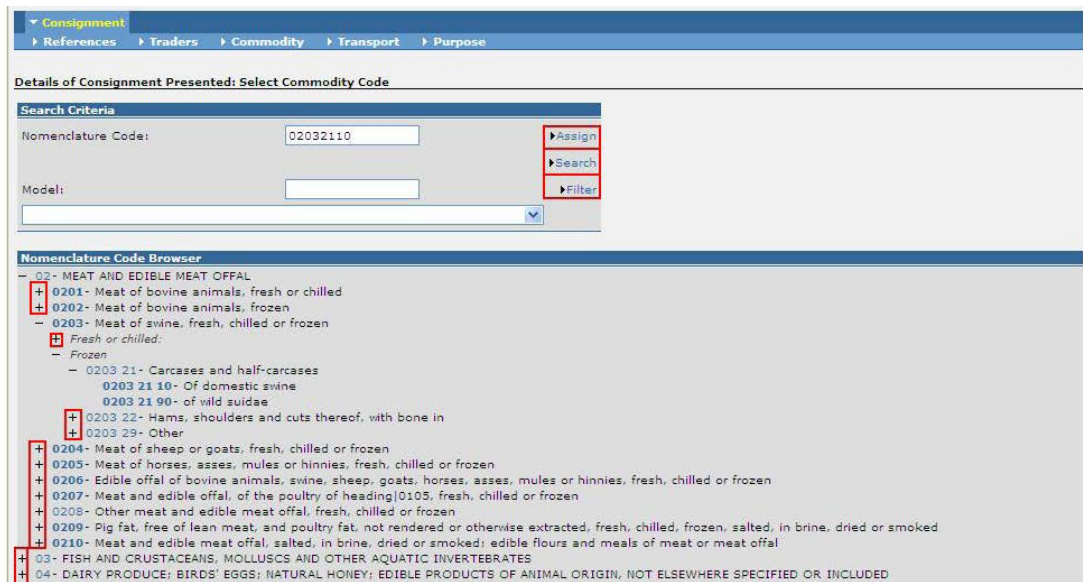 Consignment
References Traders Commodity Transport Purpose
Details of Consignment Presented: Select Commodity Code
Search Criteria
Nomenclature Code: 02032110 Assign
Search
Model: Filter
Nomenclature Code Browser
− 02- MEAT AND EDIBLE MEAT OFFAL
+ 0201- Meat of bovine animals, fresh or chilled
+ 0202- Meat of bovine animals, frozen
− 0203- Meat of swine, fresh, chilled or frozen
+ Fresh or chilled:
− Frozen
− 0203 21- Carcases and half-carcases
0203 21 10- Of domestic swine
0203 21 90- of wild suidae
+ 0203 22- Hams, shoulders and cuts thereof, with bone in
+ 0203 29- Other
+ 0204- Meat of sheep or goats, fresh, chilled or frozen
+ 0205- Meat of horses, asses, mules or hinnies, fresh, chilled or frozen
+ 0206- Edible offal of bovine animals, swine, sheep, goats, horses, asses, mules or hinnies, fresh, chilled or frozen
+ 0207- Meat and edible offal, of the poultry of heading|0105, fresh, chilled or frozen
+ 0208- Other meat and edible meat offal, fresh, chilled or frozen
+ 0209- Pig fat, free of lean meat, and poultry fat, not rendered or otherwise extracted, fresh, chilled, frozen, salted, in brine, dried or smoked
+ 0210- Meat and edible meat offal, salted, in brine, dried or smoked; edible flours and meals of meat or meat offal
+ 03- FISH AND CRUSTACEANS, MOLLUSCS AND OTHER AQUATIC INVERTEBRATES
+ 04- DAIRY PRODUCE; BIRDS' EGGS; NATURAL HONEY; EDIBLE PRODUCTS OF ANIMAL ORIGIN, NOT ELSEWHERE SPECIFIED OR INCLUDED